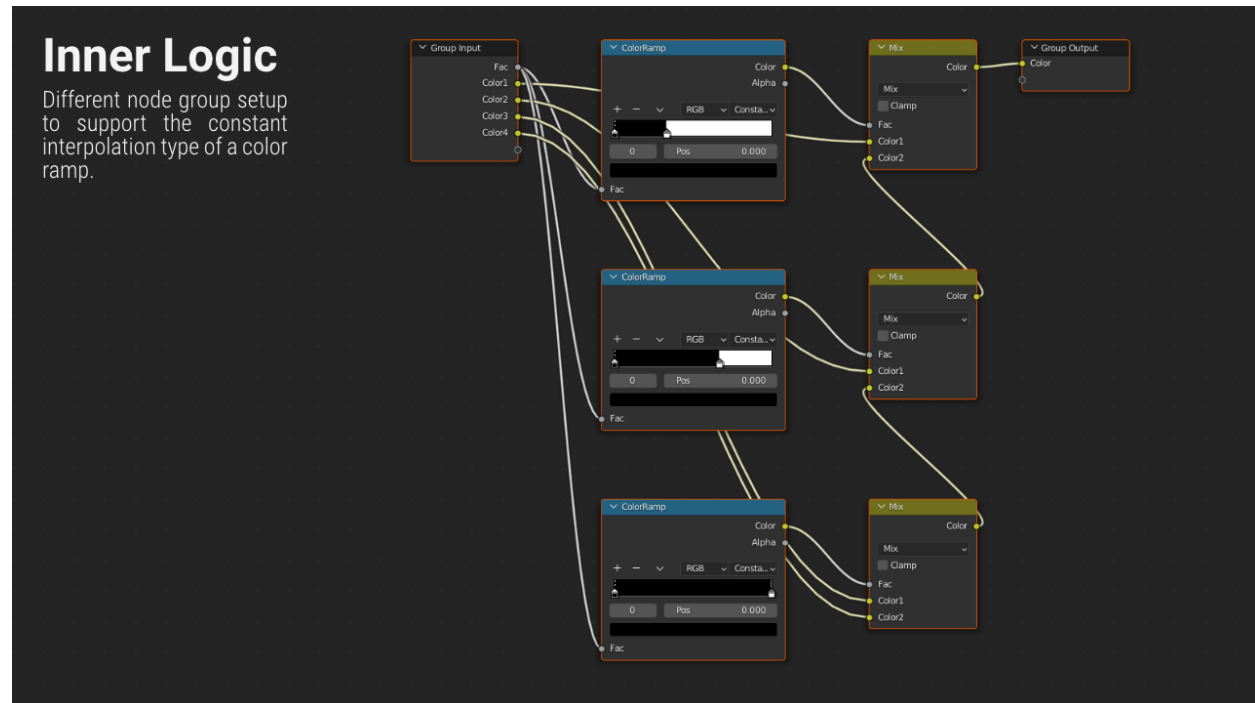 Inner Logic
Different node group setup
to support the constant
interpolation type of a color
ramp.
Group Input
Fac
Color1
Color2
Color3
Color4
ColorRamp
Color
Alpha
+ − RGB Consta...
0 Pos 0.000
Fac
Mix
Color
Mix
Clamp
Fac
Color1
Color2
Group Output
Color
ColorRamp
Color
Alpha
+ − RGB Consta...
0 Pos 0.000
Fac
Mix
Color
Mix
Clamp
Fac
Color1
Color2
ColorRamp
Color
Alpha
+ − RGB Consta...
0 Pos 0.000
Fac
Mix
Color
Mix
Clamp
Fac
Color1
Color2